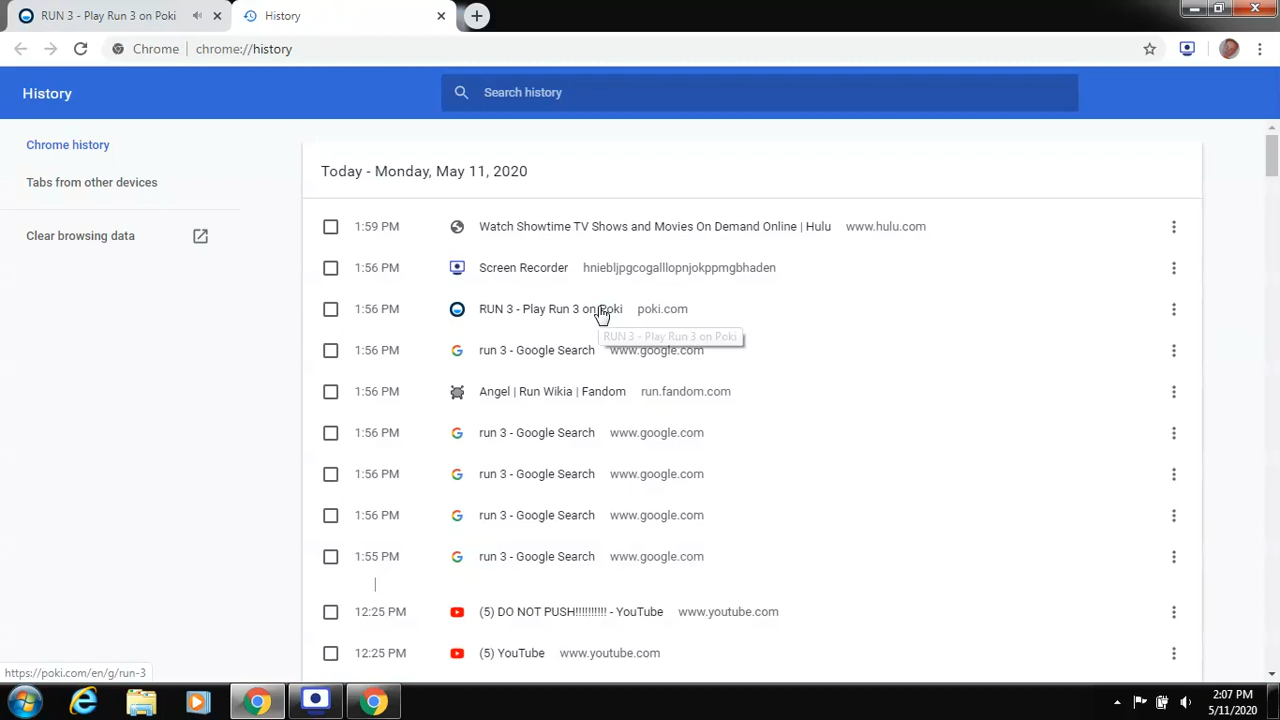 RUN 3 - Play Run 3 on Poki
History
Chrome
chrome://history
History
Search history
Chrome history
Tabs from other devices
Clear browsing data
Today - Monday, May 11, 2020
1:59 PM Watch Showtime TV Shows and Movies On Demand Online | Hulu www.hulu.com
1:56 PM Screen Recorder hniebljpgcogalllopnjokppmgbhaden
1:56 PM RUN 3 - Play Run 3 on Poki poki.com
RUN 3 - Play Run 3 on Poki
1:56 PM run 3 - Google Search www.google.com
1:56 PM Angel | Run Wikia | Fandom run.fandom.com
1:56 PM run 3 - Google Search www.google.com
1:56 PM run 3 - Google Search www.google.com
1:56 PM run 3 - Google Search www.google.com
1:55 PM run 3 - Google Search www.google.com
12:25 PM (5) DO NOT PUSH!!!!!!!!!! - YouTube www.youtube.com
12:25 PM (5) YouTube www.youtube.com
https://poki.com/en/g/run-3
2:07 PM
5/11/2020